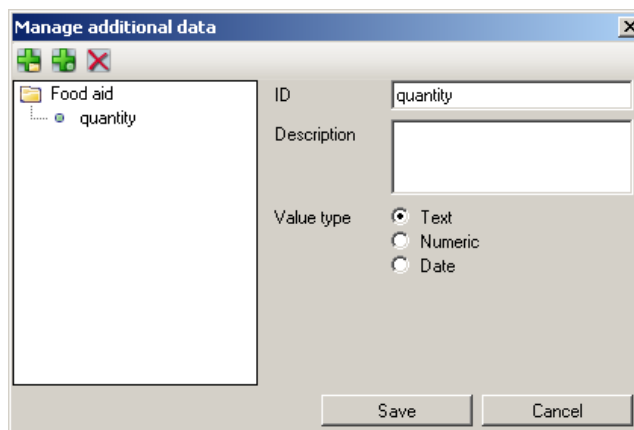 Manage additional data
Food aid
quantity
ID
quantity
Description
Value type
Text
Numeric
Date
Save
Cancel